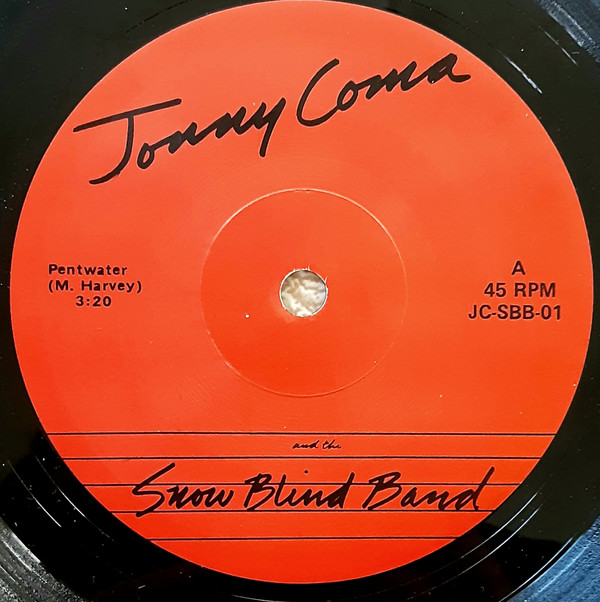 Jonny Coma
Pentwater
(M. Harvey)
3:20
A
45 RPM
JC-SBB-01
and the
Snow Blind Band